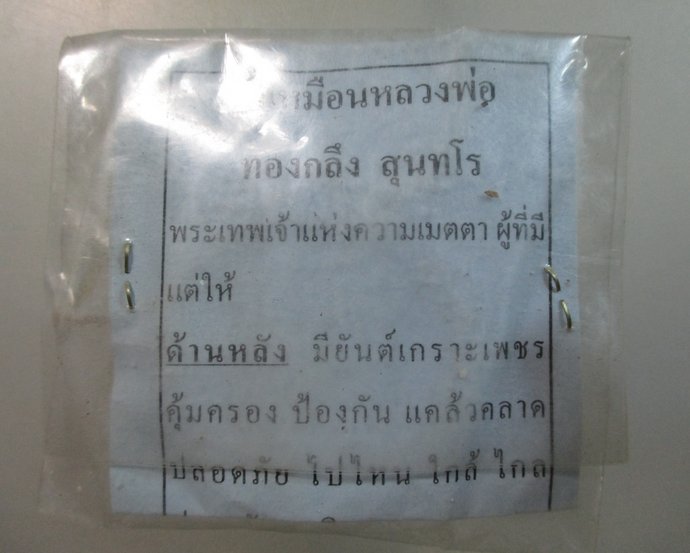 เหมือนหลวงพ่อ
ทองกลึง สุนทโร
พระเทพเจ้าแห่งความเมตตา ผู้ที่มี
แต่ให้
ด้านหลัง มียันต์เกราะเพชร
คุ้มครอง ป้องกัน แคล้วคลาด
ปลอดภัย ไปไหน ใกล้ ไกล